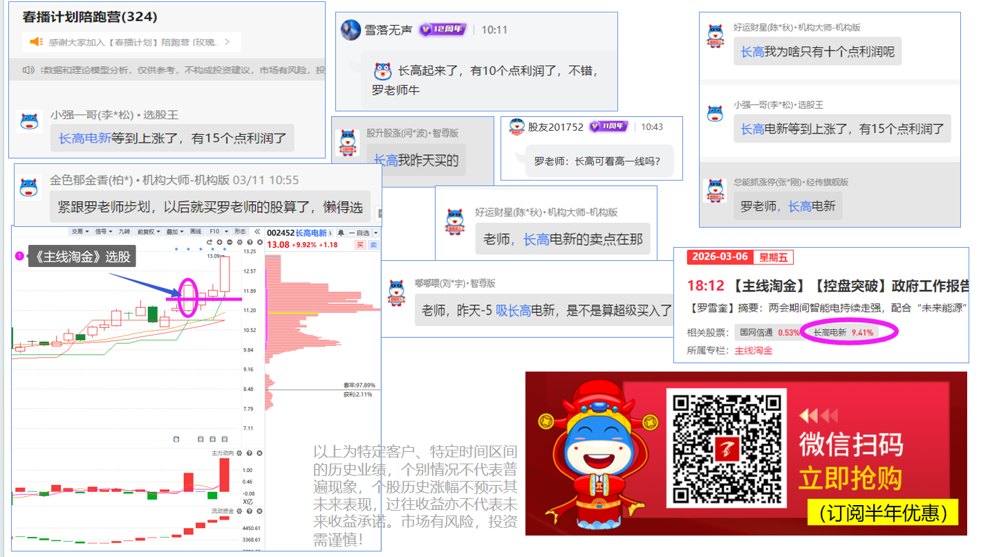 春播计划陪跑营(324)
感谢大家加入【春播计划】陪跑营 [玫瑰..
数据和理论模型分析，仅供参考，不构成投资建议，市场有风险，投
小强一哥(李*松) • 选股王
长高电新等到上涨了，有15个点利润了
雪落无声 V 12周年 10:11
长高起来了，有10个点利润了，不错，
罗老师牛
好运财星(陈*秋) • 机构大师-机构版
长高我为啥只有十个点利润呢
小强一哥(李*松) • 选股王
长高电新等到上涨了，有15个点利润了
总能抓涨停(张*刚) • 经传旗舰版
罗老师，长高电新
股升股涨(闫*波) • 智尊版
长高我昨天买的
股友201752 V 11周年 10:43
罗老师：长高可看高一线吗？
金色郁金香(柏*) • 机构大师-机构版 03/11 10:55
紧跟罗老师步划，以后就买罗老师的股算了，懒得选
好运财星(陈*秋) • 机构大师-机构版
老师，长高电新的卖点在那
嘟嘟喂(刘*宇) • 智尊版
老师，昨天-5 吸长高电新，是不是算超级买入了
2026-03-06 星期五
18:12 【主线淘金】【控盘突破】政府工作报告
【罗雪奎】摘要：两会期间智能电持续走强，配合“未来能源”
相关股票： 国网信通 0.53% 长高电新 9.41%
所属专栏： 主线淘金
交易 信号 九转 前复权 叠加 画线 F10 形态
002452长高电新 自选
13.08 +9.92% +1.18 买 卖
1 《主线淘金》选股
13.09
13.25
12.57
11.89
11.20
10.52
9.84
9.16
8.48
7.79
7.11
套牢:97.89%
获利:2.11%
主力动向
1.00
0.46
-0.08
X亿
流动资金
4450.61
3368.61
以上为特定客户、特定时间区间
的历史业绩，个别情况不代表普
遍现象，个股历史涨幅不预示其
未来表现，过往收益亦不代表未
来收益承诺。市场有风险，投资
需谨慎！
微信扫码
立即抢购
（订阅半年优惠）